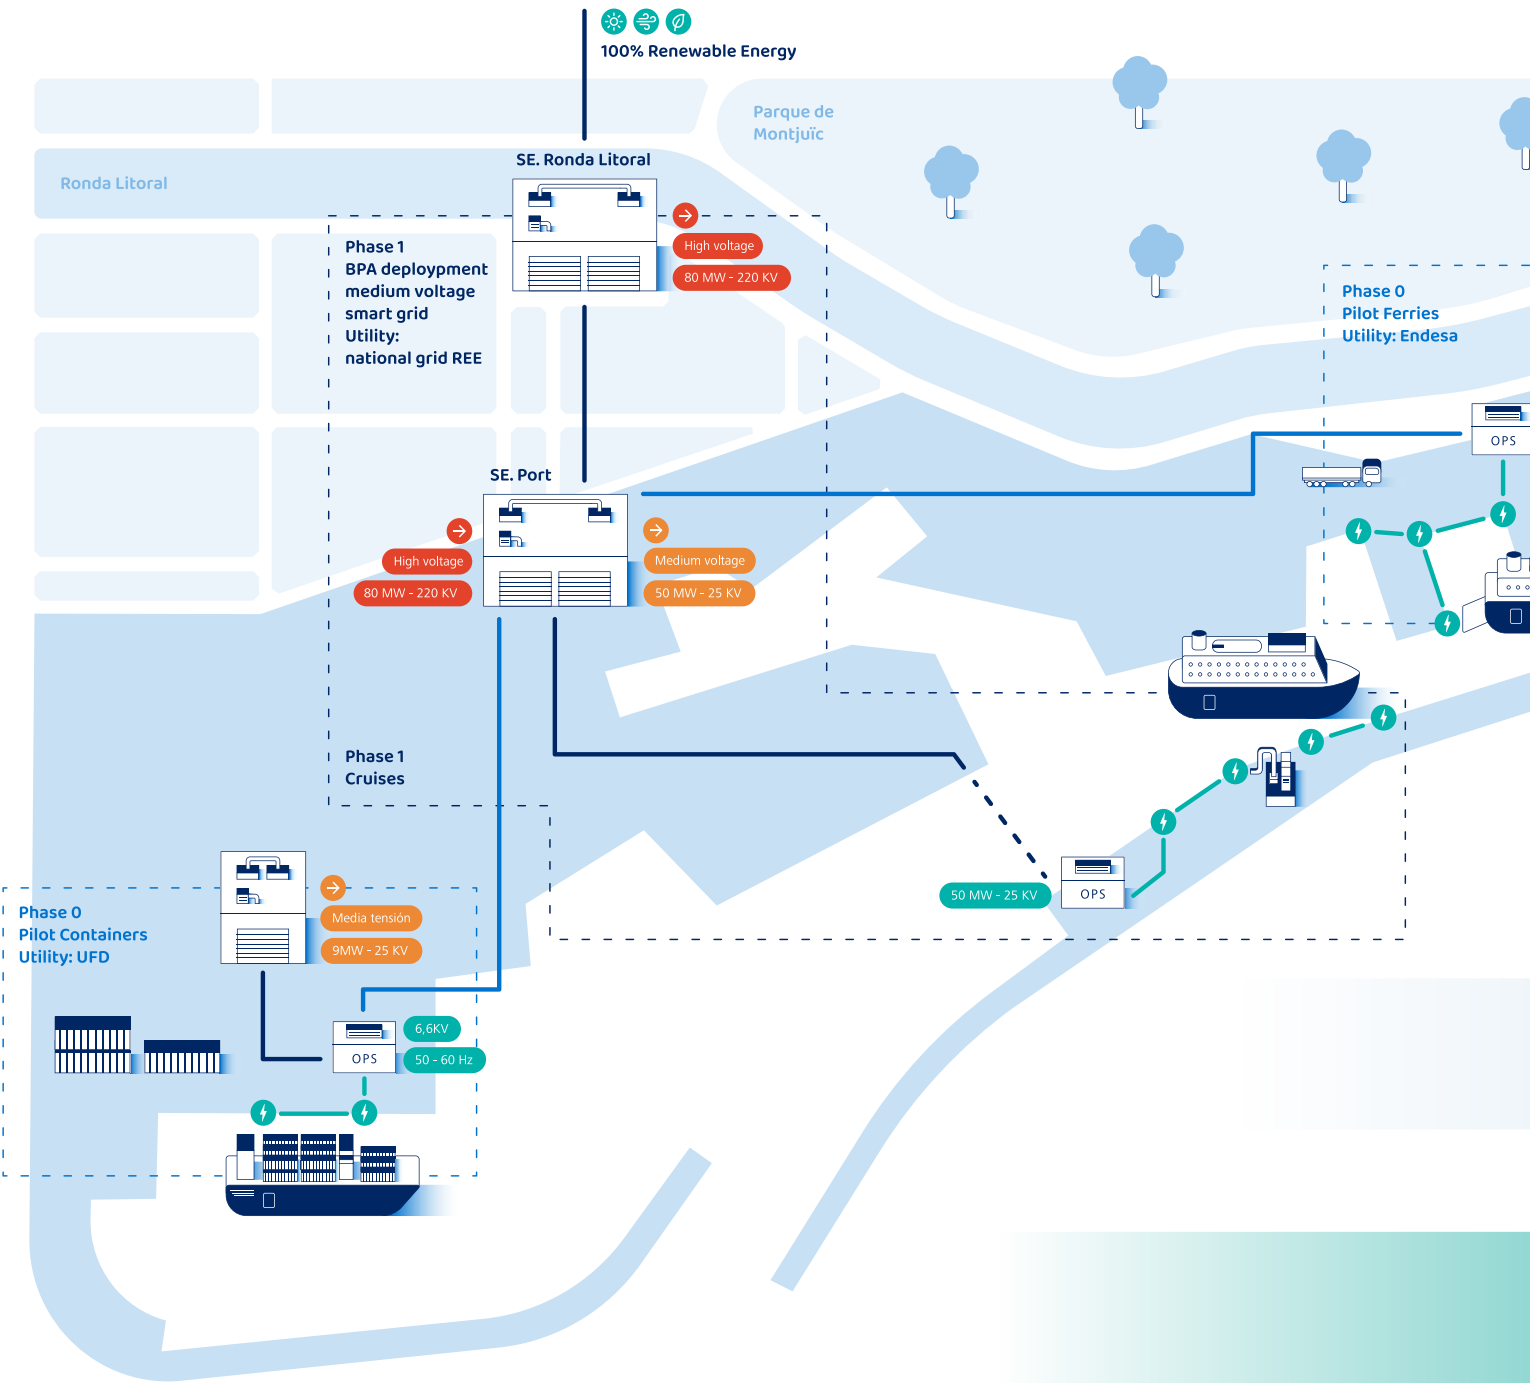 100% Renewable Energy
Parque de
Montjuïc
SE. Ronda Litoral
Ronda Litoral
High voltage
80 MW - 220 KV
Phase 1
BPA deploypment
medium voltage
smart grid
Utility:
national grid REE
Phase 0
Pilot Ferries
Utility: Endesa
OPS
SE. Port
High voltage
80 MW - 220 KV
Medium voltage
50 MW - 25 KV
Phase 1
Cruises
50 MW - 25 KV
OPS
Phase 0
Pilot Containers
Utility: UFD
Media tensión
9MW - 25 KV
OPS
6,6KV
50 - 60 Hz